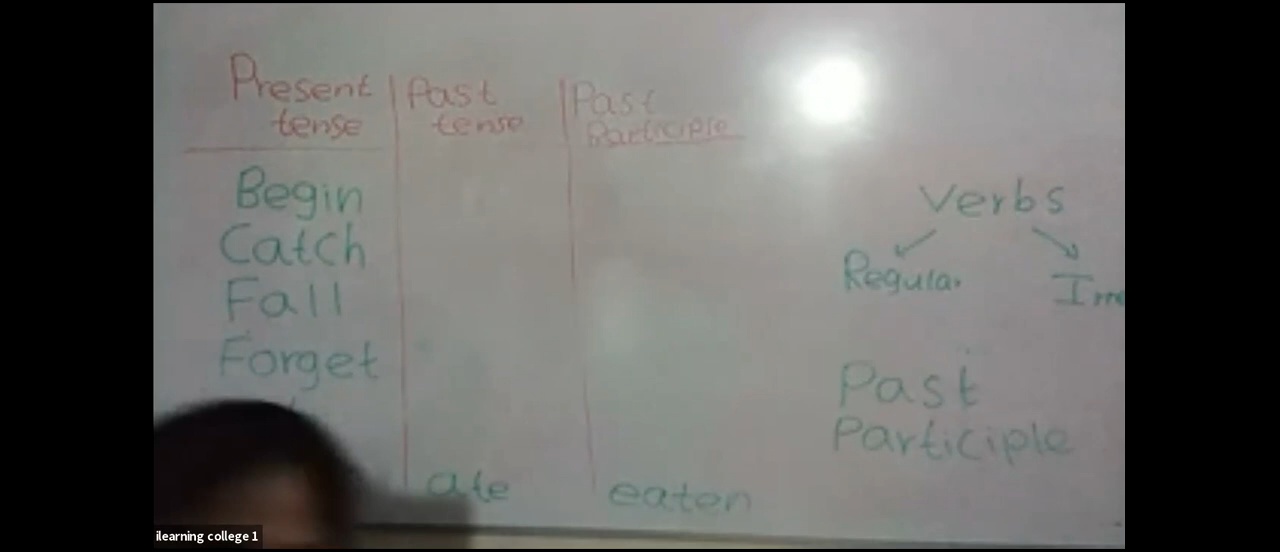 Present Past Past
tense tense Participle
Begin
Catch
Fall
Forget
ate eaten
Verbs
Regular
Past
Participle
ilearning college 1